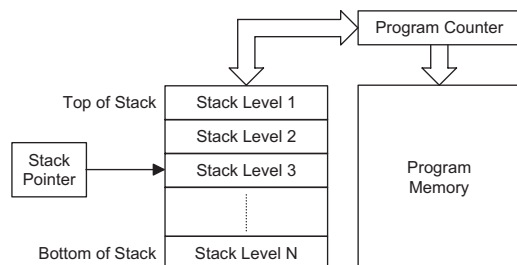 Program Counter
Top of Stack
Stack Level 1
Stack Level 2
Stack
Pointer
Stack Level 3
Program
Memory
Bottom of Stack
Stack Level N